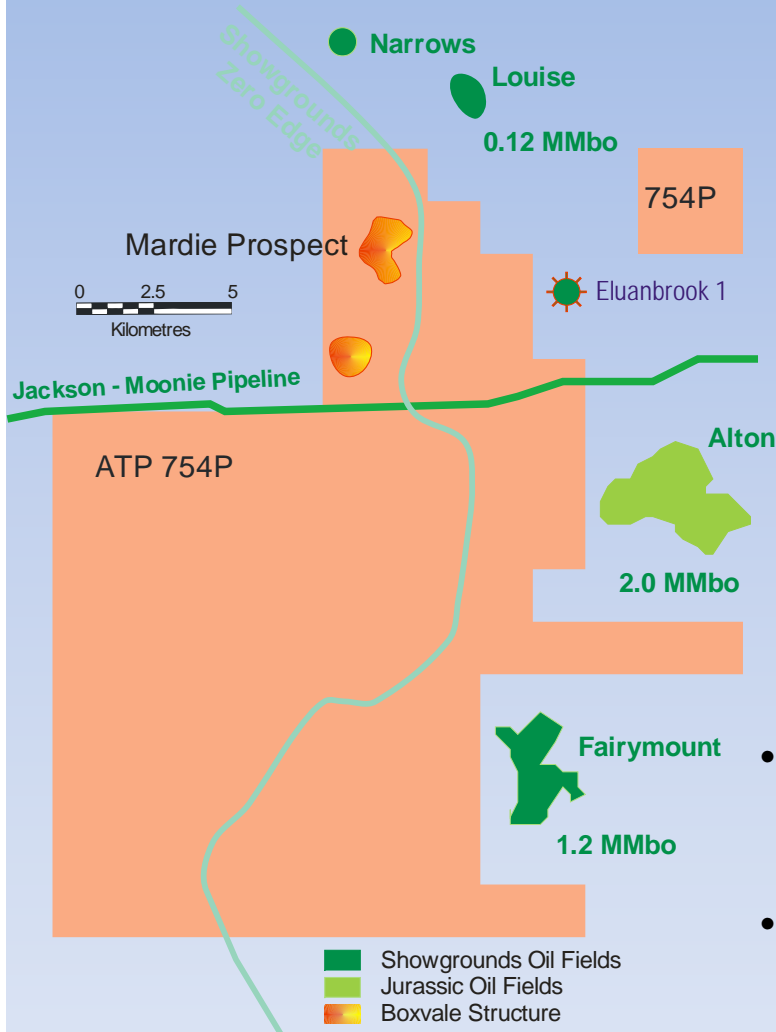 Showgrounds
Zero Edge
Narrows
Louise
0.12 MMbo
754P
Mardie Prospect
0 2.5 5
Kilometres
Eluanbrook 1
Jackson - Moonie Pipeline
Alton
ATP 754P
2.0 MMbo
Fairymount
•
1.2 MMbo
•
Showgrounds Oil Fields
Jurassic Oil Fields
Boxvale Structure